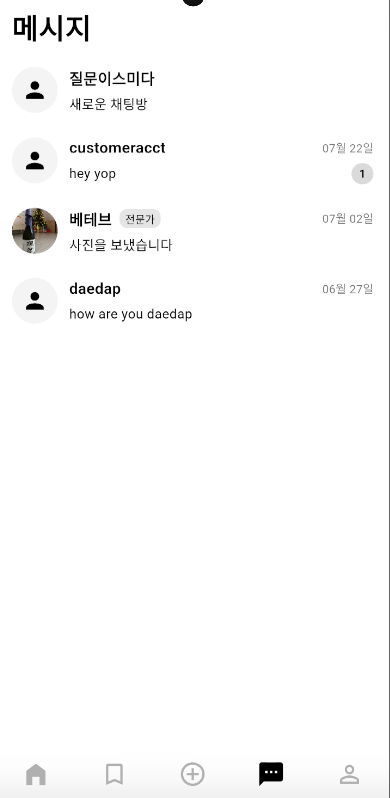 메시지
질문이스미다
새로운 채팅방
customeracct 07월 22일
hey yop 1
베테브 전문가 07월 02일
사진을 보냈습니다
daedap 06월 27일
how are you daedap